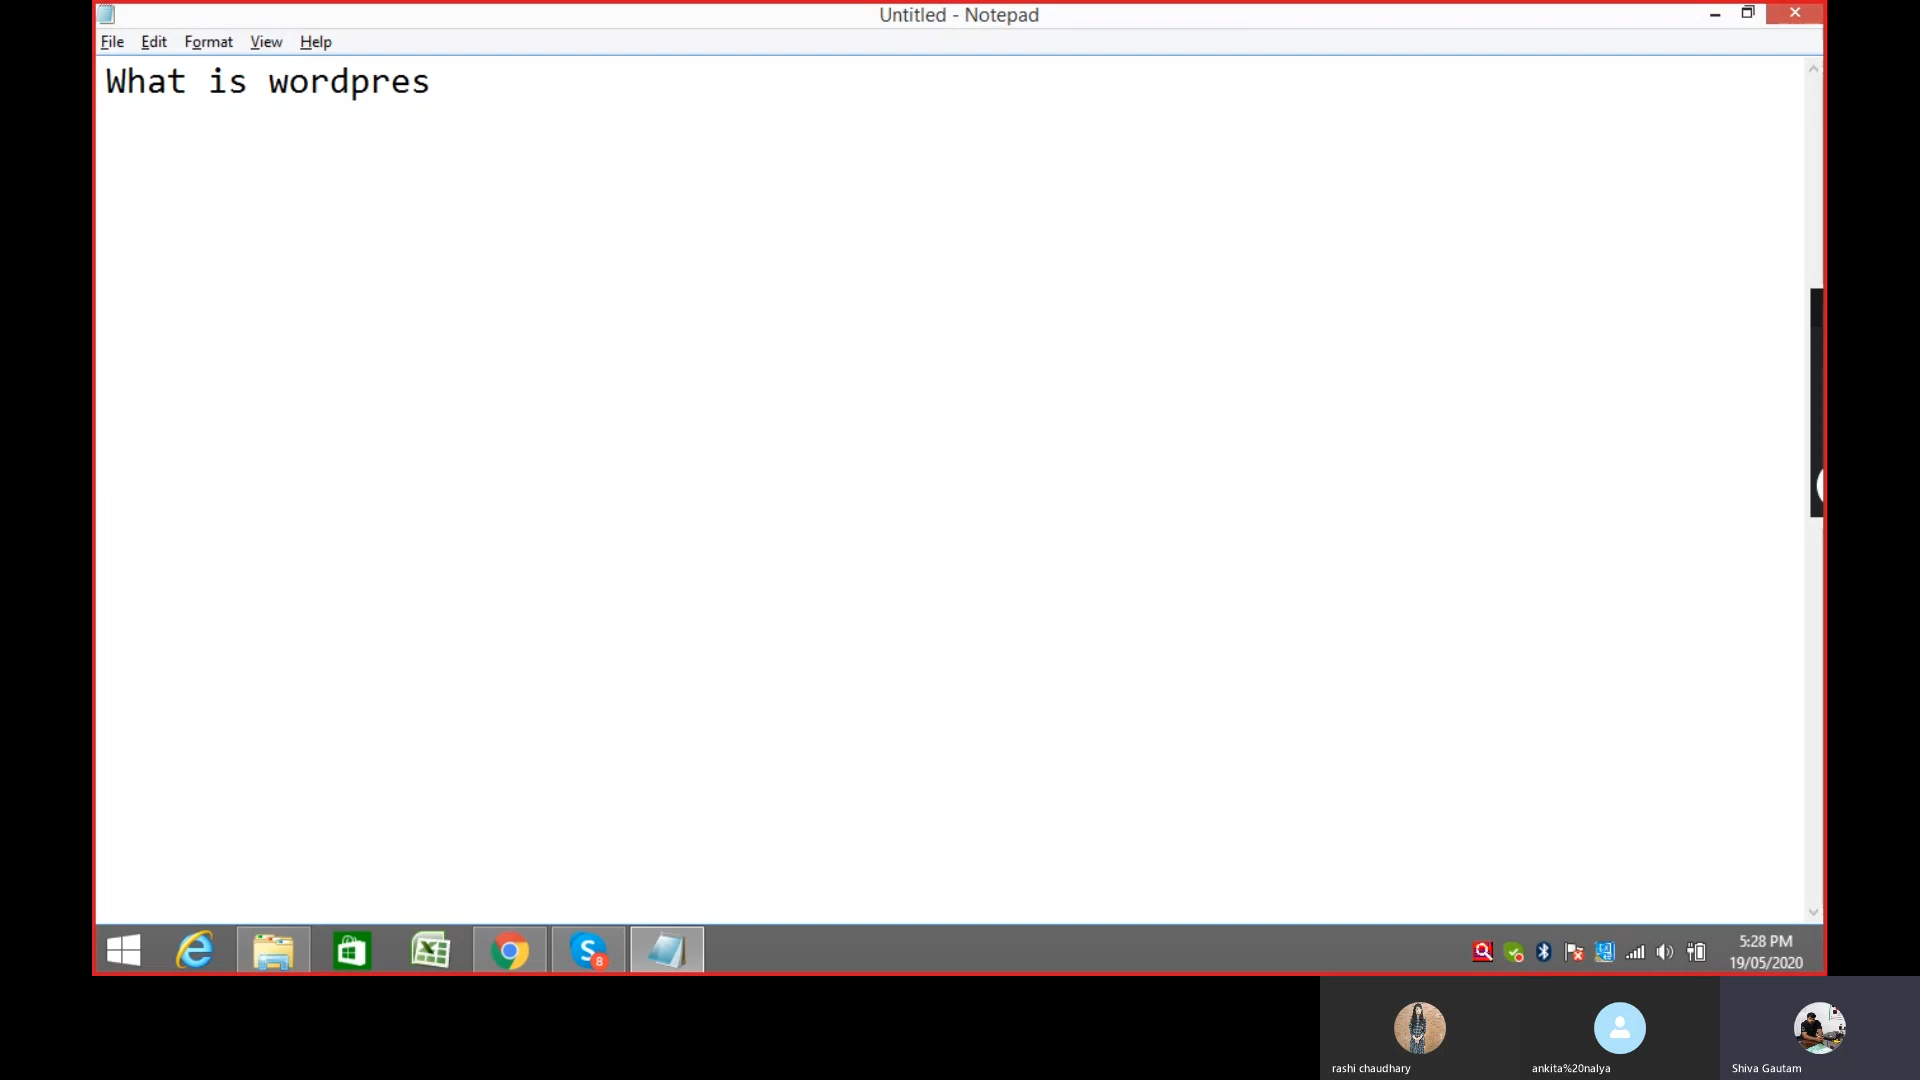 Untitled - Notepad
File Edit Format View Help
What is wordpres
S 8
5:28 PM
19/05/2020
rashi chaudhary
ankita%20nalya
Shiva Gautam